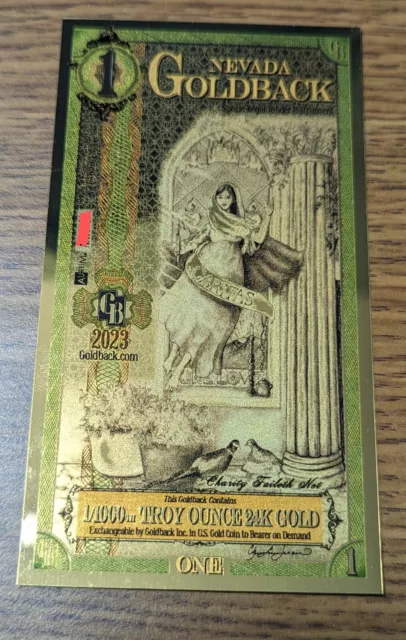 1
NEVADA
GOLDBACK
CARITAS
GB
2023
Goldback.com
Charity Faileth Not
This Goldback Contains
1/1000TH TROY OUNCE 24K GOLD
Exchangeable by Goldback Inc. in U.S. Gold Coin to Bearer on Demand
ONE
1